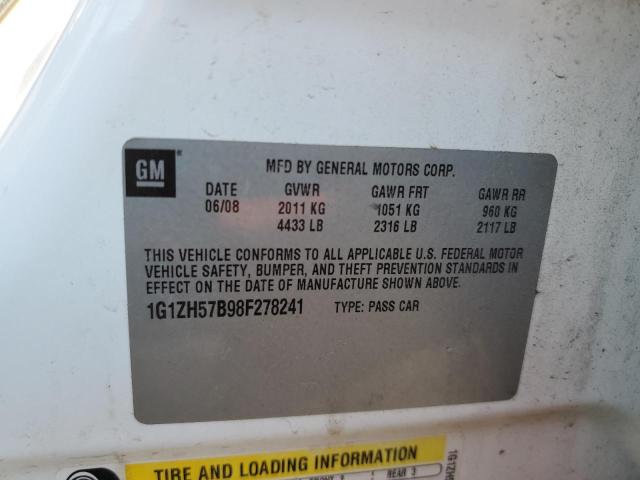 GM
MFD BY GENERAL MOTORS CORP.
DATE GVWR GAWR FRT GAWR RR
06/08 2011 KG 1051 KG 960 KG
4433 LB 2316 LB 2117 LB
THIS VEHICLE CONFORMS TO ALL APPLICABLE U.S. FEDERAL MOTOR
VEHICLE SAFETY, BUMPER, AND THEFT PREVENTION STANDARDS IN
EFFECT ON THE DATE OF MANUFACTURE SHOWN ABOVE.
1G1ZH57B98F278241 TYPE: PASS CAR
TIRE AND LOADING INFORMATION
REAR 3
1G1ZH